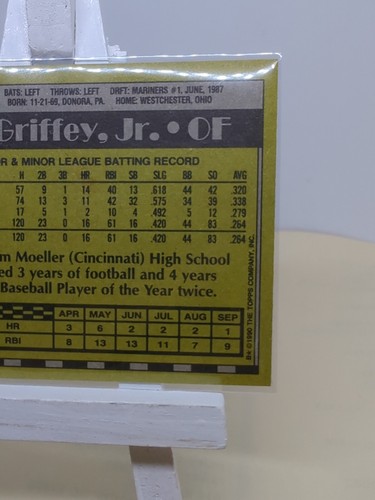 BATS: LEFT THROWS: LEFT DRFT: MARINERS #1, JUNE, 1987
BORN: 11-21-69, DONORA, PA. HOME: WESTCHESTER, OHIO
Griffey, Jr. • OF
R & MINOR LEAGUE BATTING RECORD
H 2B 3B HR RBI SB SLG BB SO AVG
57 9 1 14 40 13 .618 44 42 .320
74 13 3 11 42 32 .575 34 39 .338
17 5 1 2 10 4 .492 5 12 .279
120 23 0 16 61 16 .420 44 83 .264
120 23 0 16 61 16 .420 44 83 .264
m Moeller (Cincinnati) High School
ed 3 years of football and 4 years
Baseball Player of the Year twice.
APR MAY JUN JUL AUG SEP
HR 3 6 2 2 2 1
RBI 8 13 13 11 7 9
©1990 THE TOPPS COMPANY, INC.